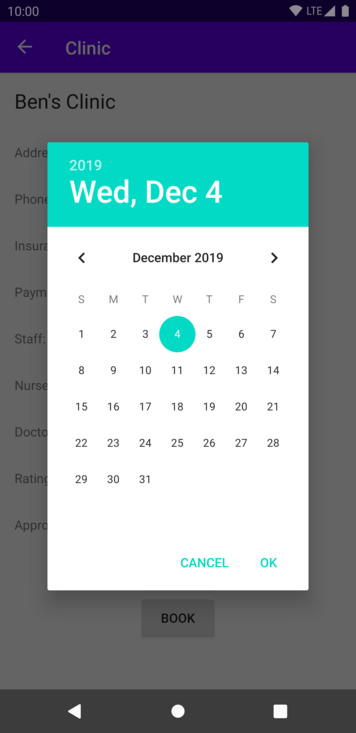 10:00 LTE
Clinic
Ben's Clinic
Addre
Phone
Insura
Paym
Staff:
Nurse
Docto
Rating
Appro
2019
Wed, Dec 4
December 2019
S M T W T F S
1 2 3 4 5 6 7
8 9 10 11 12 13 14
15 16 17 18 19 20 21
22 23 24 25 26 27 28
29 30 31
CANCEL OK
BOOK